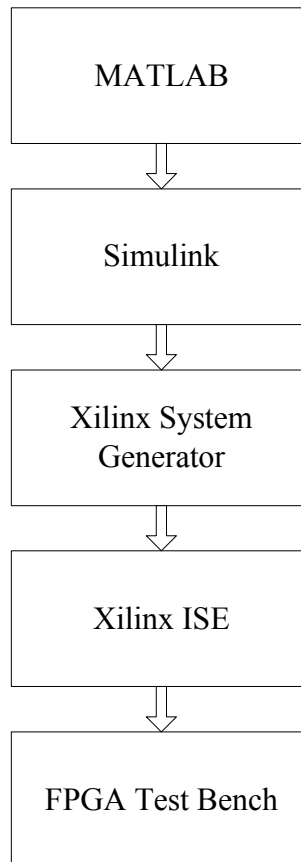 MATLAB
Simulink
Xilinx System
Generator
Xilinx ISE
FPGA Test Bench